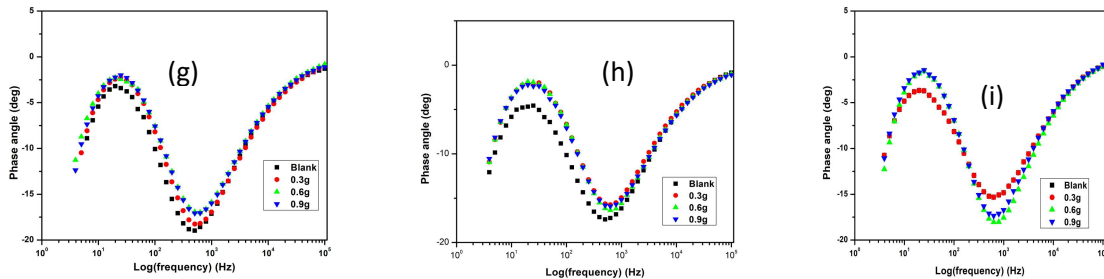 (g)
Phase angle (deg)
5
0
-5
-10
-15
-20
10^0 10^1 10^2 10^3 10^4 10^5
Log(frequency) (Hz)
Blank
0.3g
0.6g
0.9g
(h)
Phase angle (deg)
5
0
-10
-20
10^0 10^1 10^2 10^3 10^4 10^5
Log(frequency) (Hz)
Blank
0.3g
0.6g
0.9g
(i)
Phase angle (deg)
5
0
-5
-10
-15
-20
10^0 10^1 10^2 10^3 10^4 10^5
Log(frequency) (Hz)
Blank
0.3g
0.6g
0.9g